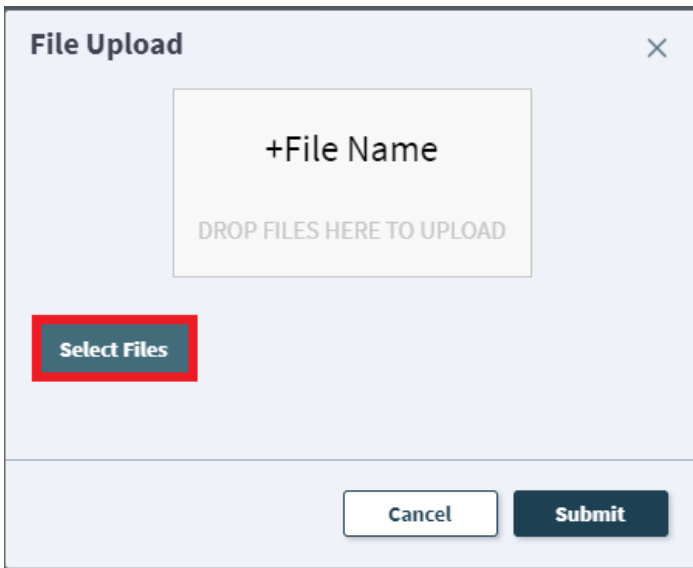 File Upload
+File Name
DROP FILES HERE TO UPLOAD
Select Files
Cancel
Submit